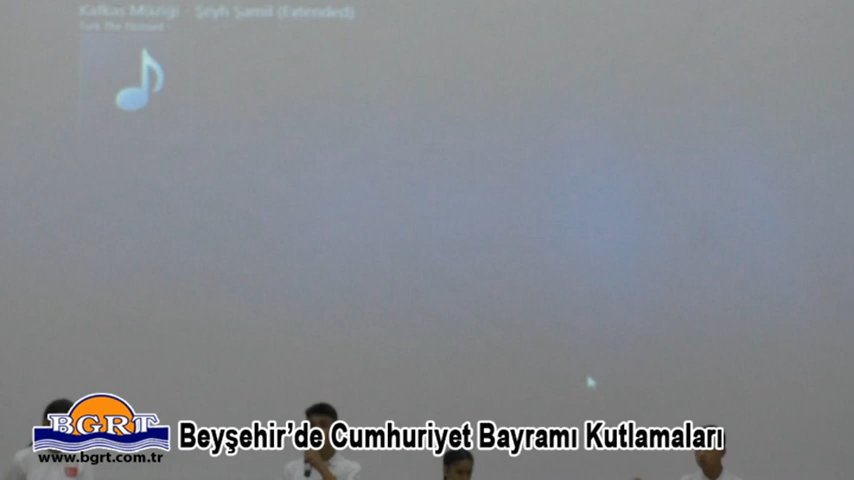 Kafkas Müziği - Şeyh Şamil (Extended)
BGRT
www.bgrt.com.tr
Beyşehir'de Cumhuriyet Bayramı Kutlamaları